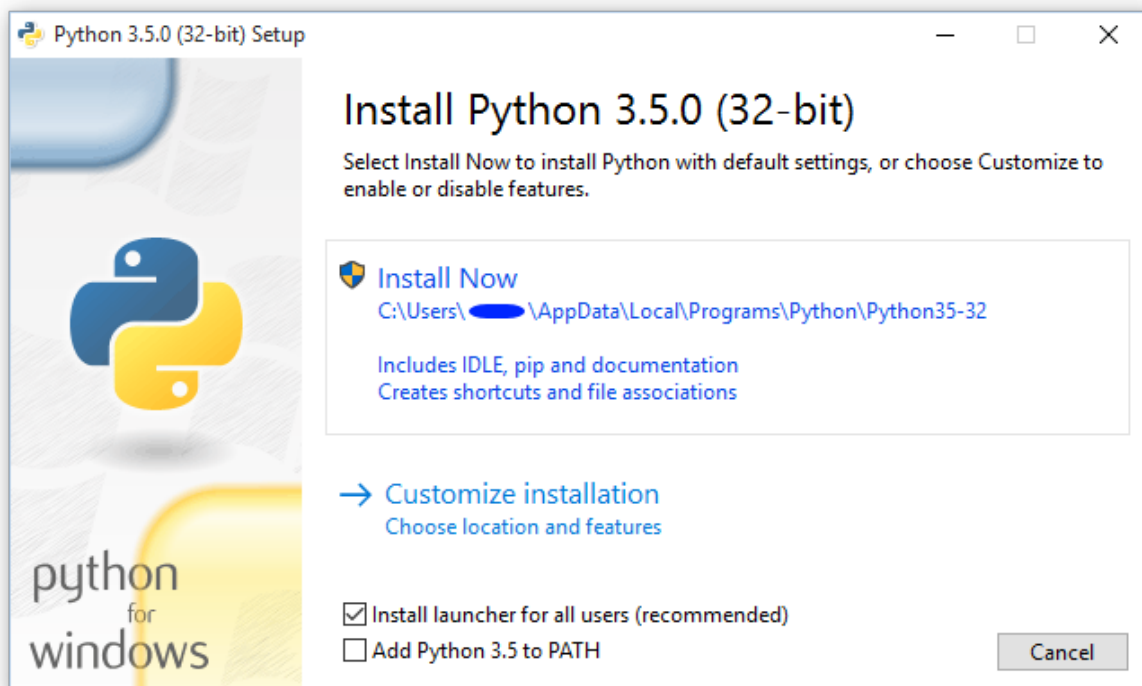 Python 3.5.0 (32-bit) Setup
Install Python 3.5.0 (32-bit)
Select Install Now to install Python with default settings, or choose Customize to
enable or disable features.
Install Now
C:\Users\ \AppData\Local\Programs\Python\Python35-32
Includes IDLE, pip and documentation
Creates shortcuts and file associations
Customize installation
Choose location and features
Install launcher for all users (recommended)
Add Python 3.5 to PATH
Cancel
python
for
windows